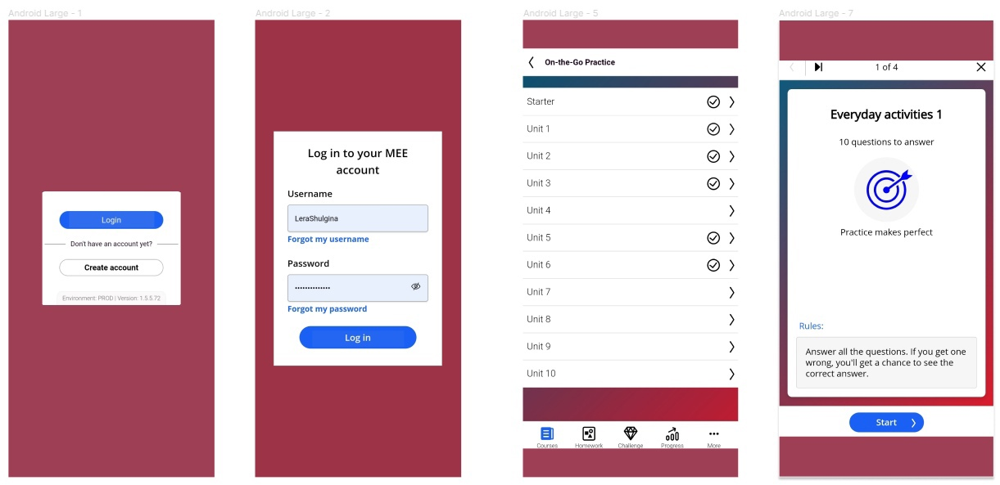 Android Large - 1
Login
Don't have an account yet?
Create account
Environment: PROD | Version: 1.5.5.72
Android Large - 2
Log in to your MEE
account
Username
LeraShulgina
Forgot my username
Password
••••••••••••••
Forgot my password
Log in
Android Large - 5
On-the-Go Practice
Starter
Unit 1
Unit 2
Unit 3
Unit 4
Unit 5
Unit 6
Unit 7
Unit 8
Unit 9
Unit 10
Courses Homework Challenge Progress More
Android Large - 7
1 of 4
Everyday activities 1
10 questions to answer
Practice makes perfect
Rules:
Answer all the questions. If you get one
wrong, you'll get a chance to see the
correct answer.
Start